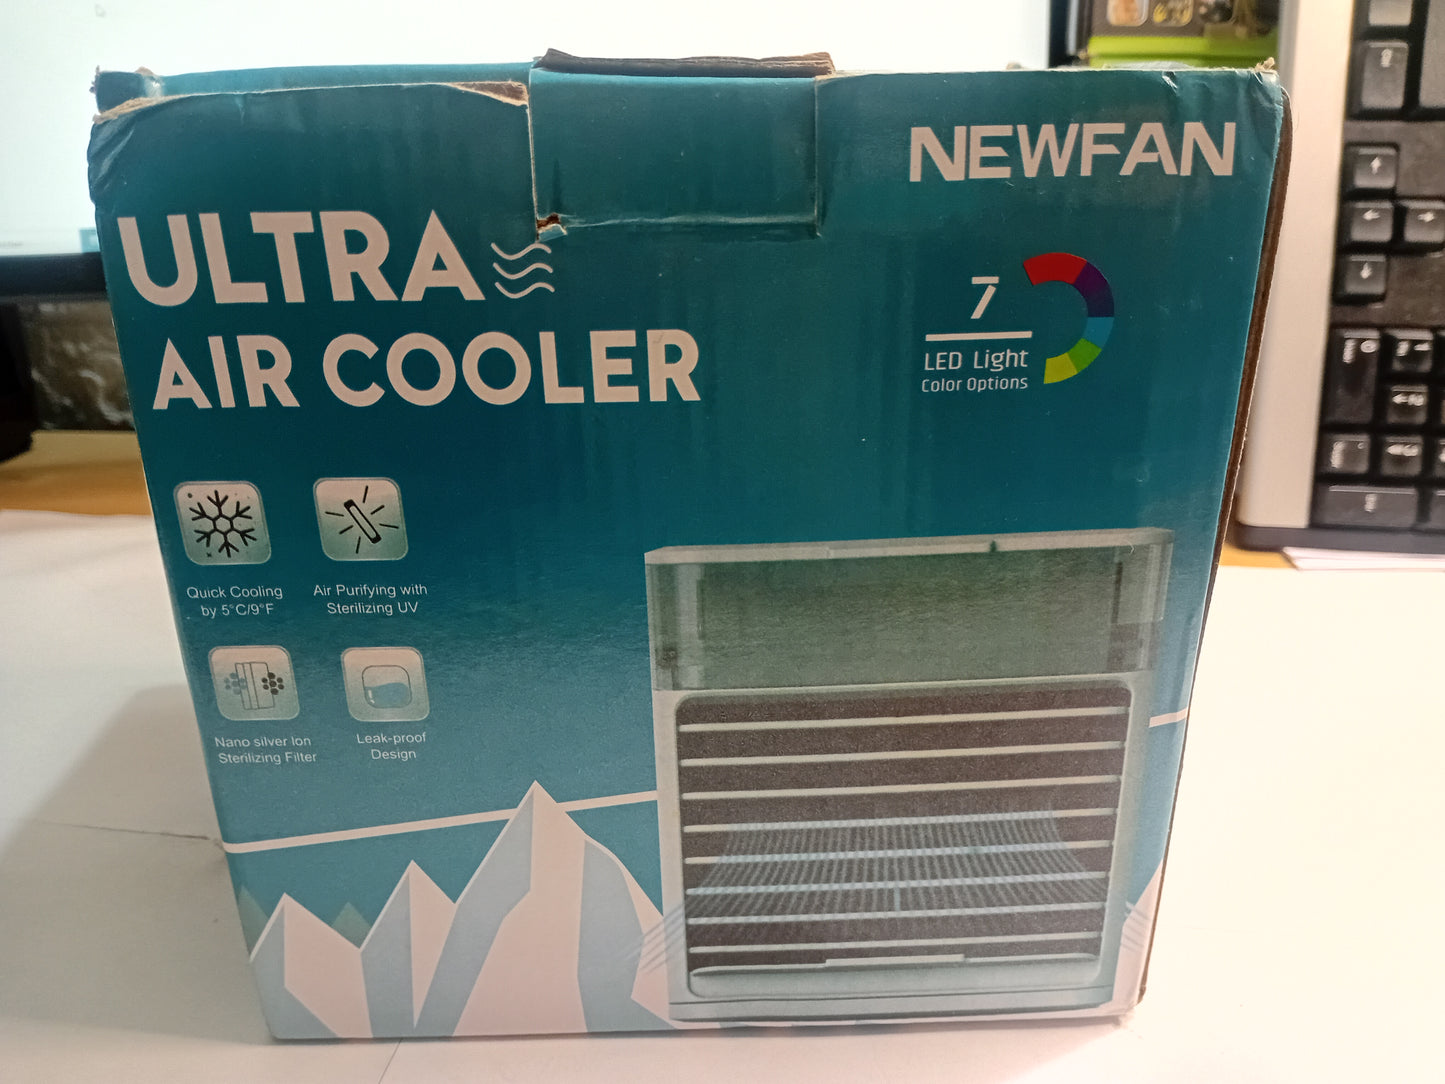 NEWFAN
ULTRA
AIR COOLER
7
LED Light
Color Options
Quick Cooling
by 5°C/9°F
Air Purifying with
Sterilizing UV
Nano silver Ion
Sterilizing Filter
Leak-proof
Design